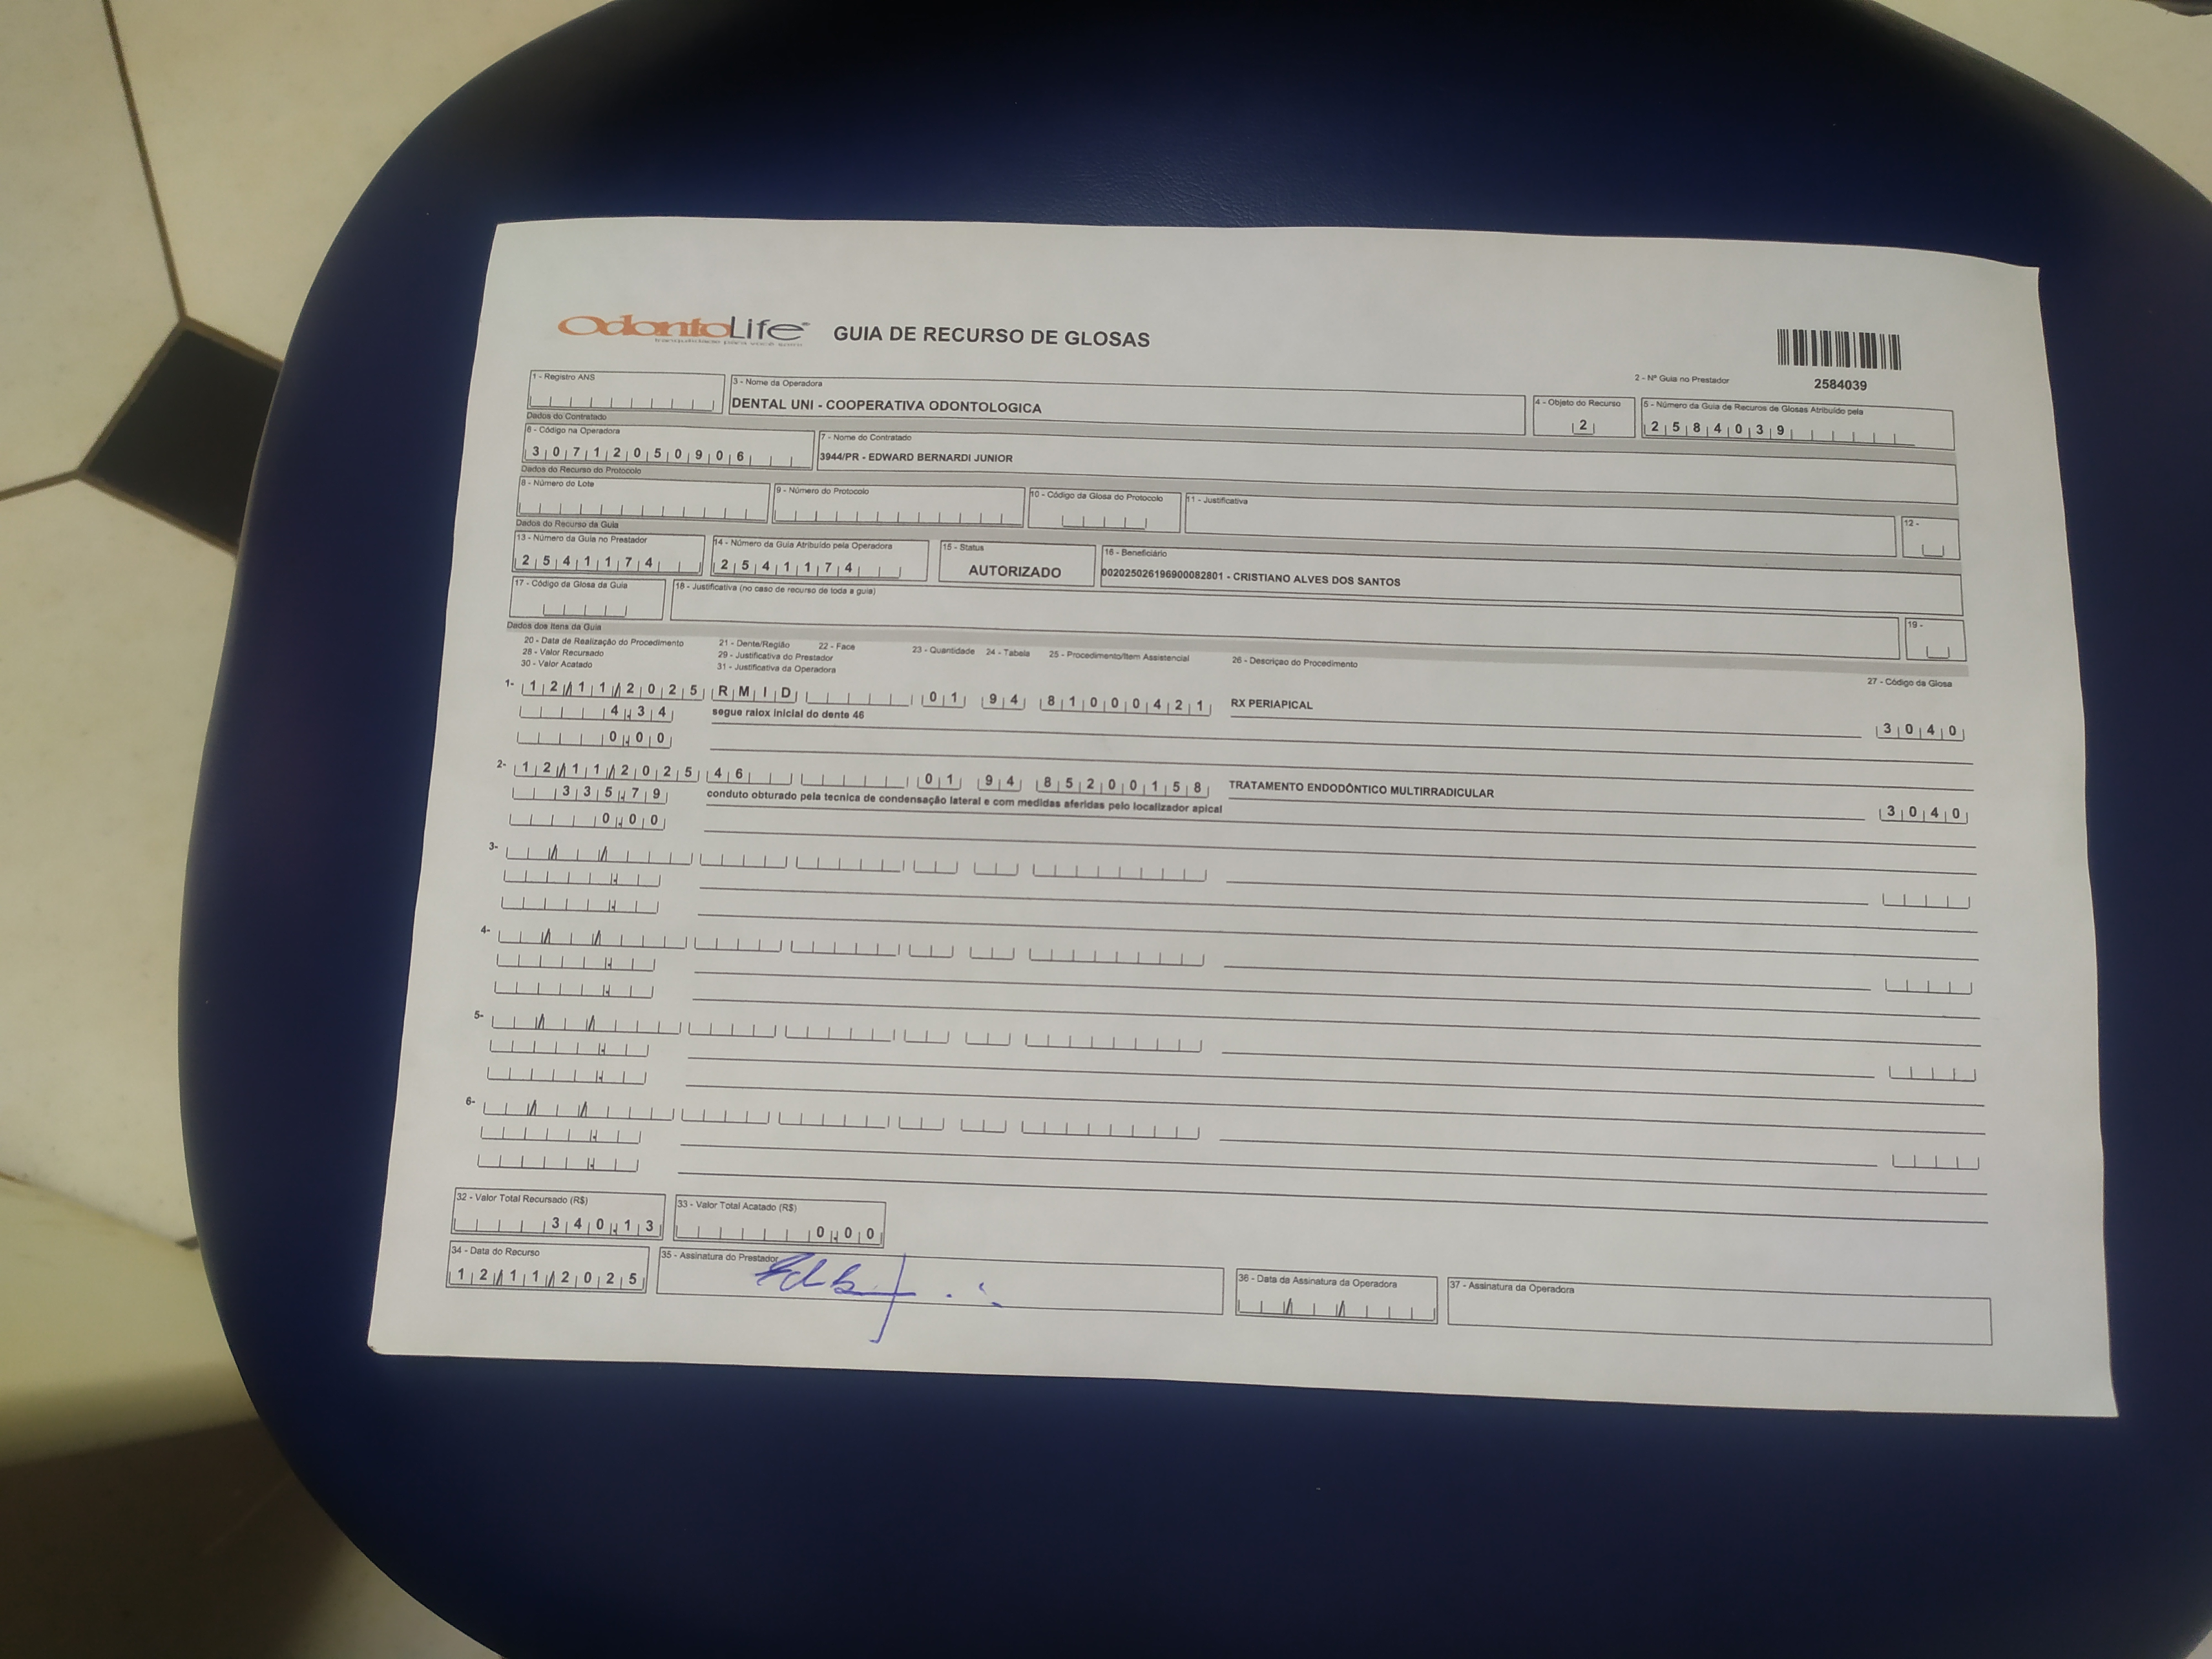 OdontoLife
tranquilidade para você sorrir
GUIA DE RECURSO DE GLOSAS
2 - Nº Guia no Prestador
2584039
1 - Registro ANS
3 - Nome da Operadora
DENTAL UNI - COOPERATIVA ODONTOLOGICA
4 - Objeto do Recurso
2
5 - Número da Guia de Recuros de Glosas Atribuído pela
2584039
Dados do Contratado
6 - Código na Operadora
30712050906
7 - Nome do Contratado
3944/PR - EDWARD BERNARDI JUNIOR
Dados do Recurso do Protocolo
8 - Número do Lote
9 - Número do Protocolo
10 - Código da Glosa do Protocolo
11 - Justificativa
12 -
Dados do Recurso da Guia
13 - Número da Guia no Prestador
2541174
14 - Número da Guia Atribuído pela Operadora
2541174
15 - Status
AUTORIZADO
16 - Beneficiário
002025026196900082801 - CRISTIANO ALVES DOS SANTOS
17 - Código da Glosa da Guia
18 - Justificativa (no caso de recurso de toda a guia)
19 -
Dados dos Itens da Guia
20 - Data de Realização do Procedimento 21 - Dente/Região 22 - Face 23 - Quantidade 24 - Tabela 25 - Procedimento/Item Assistencial 26 - Descriçao do Procedimento
28 - Valor Recursado 29 - Justificativa do Prestador
30 - Valor Acatado 31 - Justificativa da Operadora
27 - Código da Glosa
1- 12/11/2025 RMID 01 94 81000421 RX PERIAPICAL
4,34 segue raiox inicial do dente 46 3040
0,00
2- 12/11/2025 46 01 94 85200158 TRATAMENTO ENDODÔNTICO MULTIRRADICULAR
335,79 conduto obturado pela tecnica de condensação lateral e com medidas aferidas pelo localizador apical 3040
0,00
3-
4-
5-
6-
32 - Valor Total Recursado (R$)
340,13
33 - Valor Total Acatado (R$)
0,00
34 - Data do Recurso
12/11/2025
35 - Assinatura do Prestador
36 - Data da Assinatura da Operadora
37 - Assinatura da Operadora